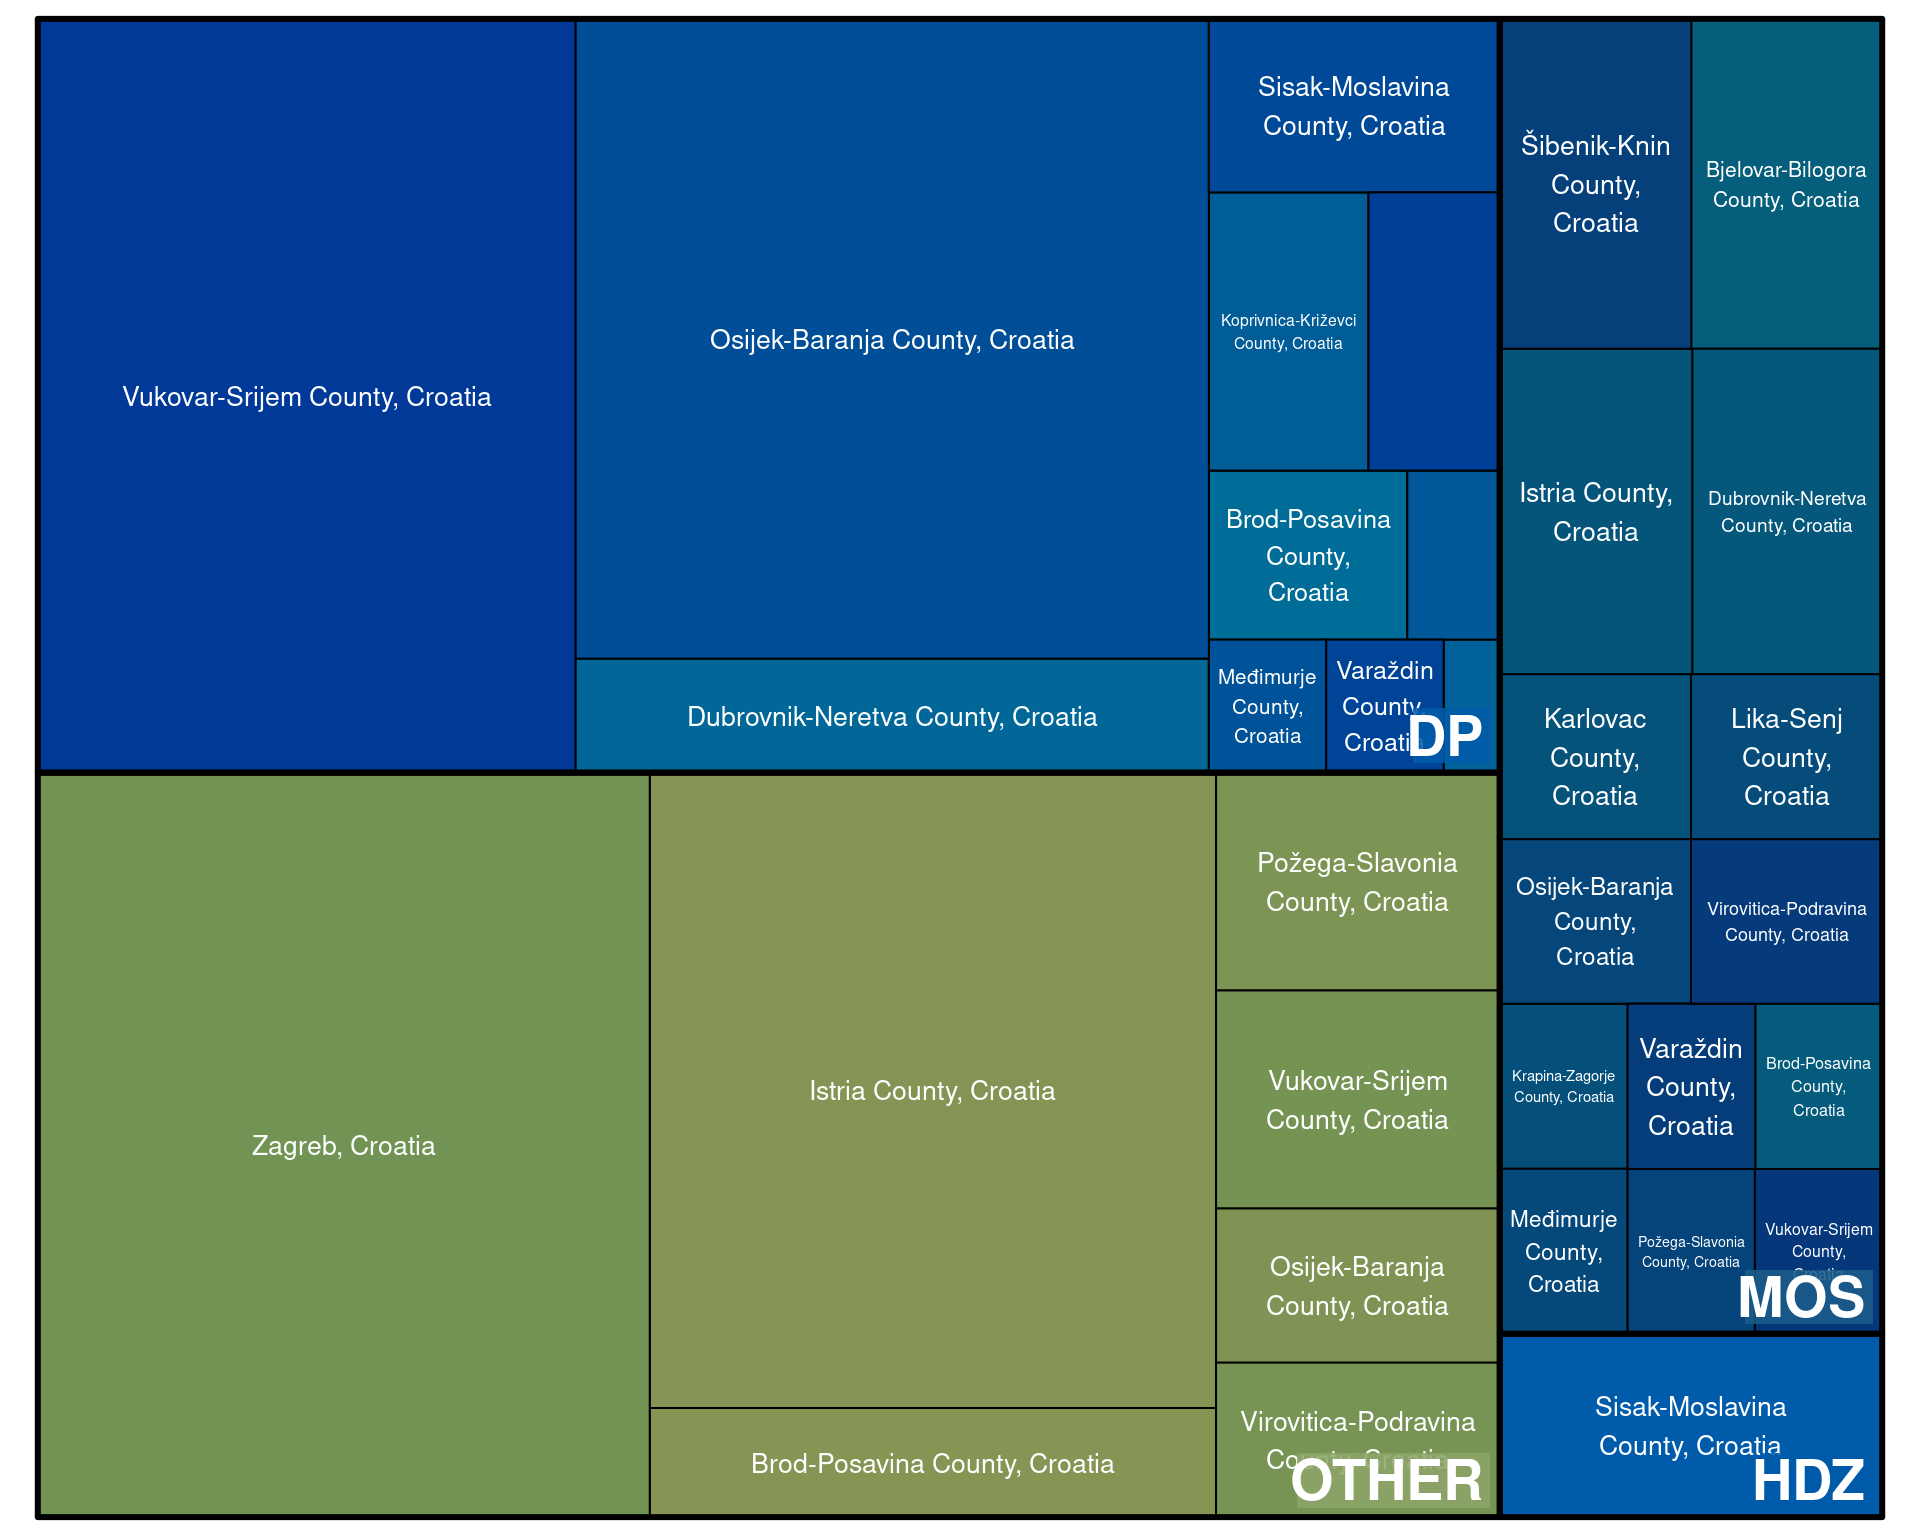 Vukovar-Srijem County, Croatia
Osijek-Baranja County, Croatia
Dubrovnik-Neretva County, Croatia
Sisak-Moslavina
County, Croatia
Koprivnica-Križevci
County, Croatia
Brod-Posavina
County,
Croatia
Međimurje
County,
Croatia
Varaždin
County,
Croatia
DP
Zagreb, Croatia
Istria County, Croatia
Brod-Posavina County, Croatia
Požega-Slavonia
County, Croatia
Vukovar-Srijem
County, Croatia
Osijek-Baranja
County, Croatia
Virovitica-Podravina
County, Croatia
OTHER
Šibenik-Knin
County,
Croatia
Bjelovar-Bilogora
County, Croatia
Istria County,
Croatia
Dubrovnik-Neretva
County, Croatia
Karlovac
County,
Croatia
Lika-Senj
County,
Croatia
Osijek-Baranja
County,
Croatia
Virovitica-Podravina
County, Croatia
Krapina-Zagorje
County, Croatia
Varaždin
County,
Croatia
Brod-Posavina
County,
Croatia
Međimurje
County,
Croatia
Požega-Slavonia
County, Croatia
Vukovar-Srijem
County,
Croatia
MOS
Sisak-Moslavina
County, Croatia
HDZ